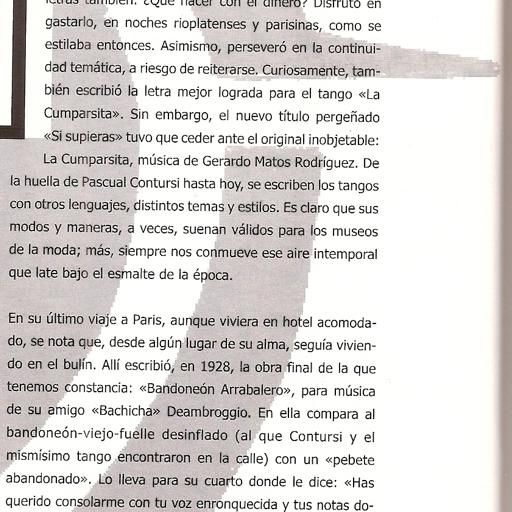 letras también. ¿Qué hacer con el dinero? Disfrutó en
gastarlo, en noches rioplatenses y parisinas, como se
estilaba entonces. Asimismo, perseveró en la continui-
dad temática, a riesgo de reiterarse. Curiosamente, tam-
bién escribió la letra mejor lograda para el tango «La
Cumparsita». Sin embargo, el nuevo título pergeñado
«Si supieras» tuvo que ceder ante el original inobjetable:
La Cumparsita, música de Gerardo Matos Rodríguez. De
la huella de Pascual Contursi hasta hoy, se escriben los tangos
con otros lenguajes, distintos temas y estilos. Es claro que sus
modos y maneras, a veces, suenan válidos para los museos
de la moda; más, siempre nos conmueve ese aire intemporal
que late bajo el esmalte de la época.
En su último viaje a Paris, aunque viviera en hotel acomoda-
do, se nota que, desde algún lugar de su alma, seguía vivien-
do en el bulín. Allí escribió, en 1928, la obra final de la que
tenemos constancia: «Bandoneón Arrabalero», para música
de su amigo «Bachicha» Deambroggio. En ella compara al
bandoneón-viejo-fuelle desinflado (al que Contursi y el
mismísimo tango encontraron en la calle) con un «pebete
abandonado». Lo lleva para su cuarto donde le dice: «Has
querido consolarme con tu voz enronquecida y tus notas do-